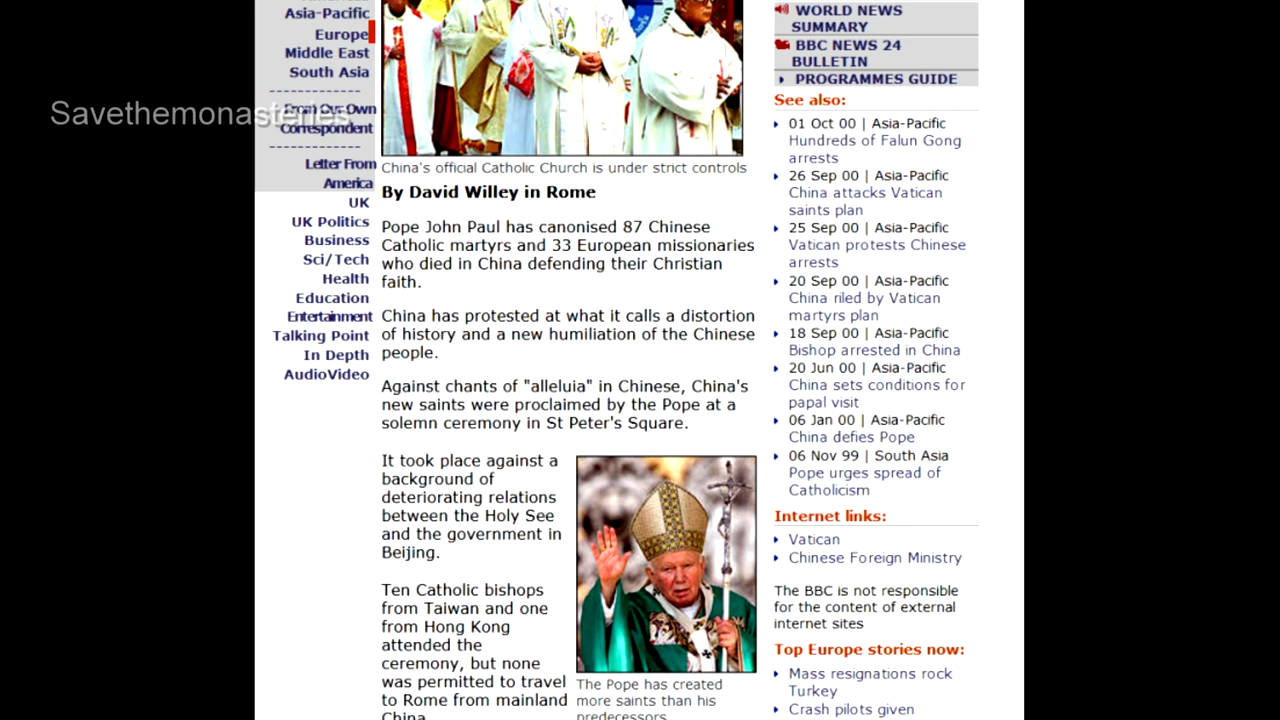 Asia-Pacific
Europe
Middle East
South Asia
-------------
From Our Own
Correspondent
-------------
Letter From
America
UK
UK Politics
Business
Sci/Tech
Health
Education
Entertainment
Talking Point
In Depth
AudioVideo
Savethemonasteries
China's official Catholic Church is under strict controls
By David Willey in Rome
Pope John Paul has canonised 87 Chinese
Catholic martyrs and 33 European missionaries
who died in China defending their Christian
faith.
China has protested at what it calls a distortion
of history and a new humiliation of the Chinese
people.
Against chants of "alleluia" in Chinese, China's
new saints were proclaimed by the Pope at a
solemn ceremony in St Peter's Square.
It took place against a
background of
deteriorating relations
between the Holy See
and the government in
Beijing.
Ten Catholic bishops
from Taiwan and one
from Hong Kong
attended the
ceremony, but none
was permitted to travel
to Rome from mainland
China.
The Pope has created
more saints than his
predecessors
WORLD NEWS
SUMMARY
BBC NEWS 24
BULLETIN
PROGRAMMES GUIDE
See also:
01 Oct 00 | Asia-Pacific
Hundreds of Falun Gong
arrests
26 Sep 00 | Asia-Pacific
China attacks Vatican
saints plan
25 Sep 00 | Asia-Pacific
Vatican protests Chinese
arrests
20 Sep 00 | Asia-Pacific
China riled by Vatican
martyrs plan
18 Sep 00 | Asia-Pacific
Bishop arrested in China
20 Jun 00 | Asia-Pacific
China sets conditions for
papal visit
06 Jan 00 | Asia-Pacific
China defies Pope
06 Nov 99 | South Asia
Pope urges spread of
Catholicism
Internet links:
Vatican
Chinese Foreign Ministry
The BBC is not responsible
for the content of external
internet sites
Top Europe stories now:
Mass resignations rock
Turkey
Crash pilots given